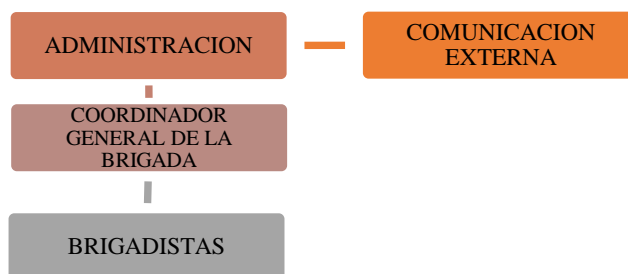 ADMINISTRACION
COMUNICACION
EXTERNA
COORDINADOR
GENERAL DE LA
BRIGADA
BRIGADISTAS